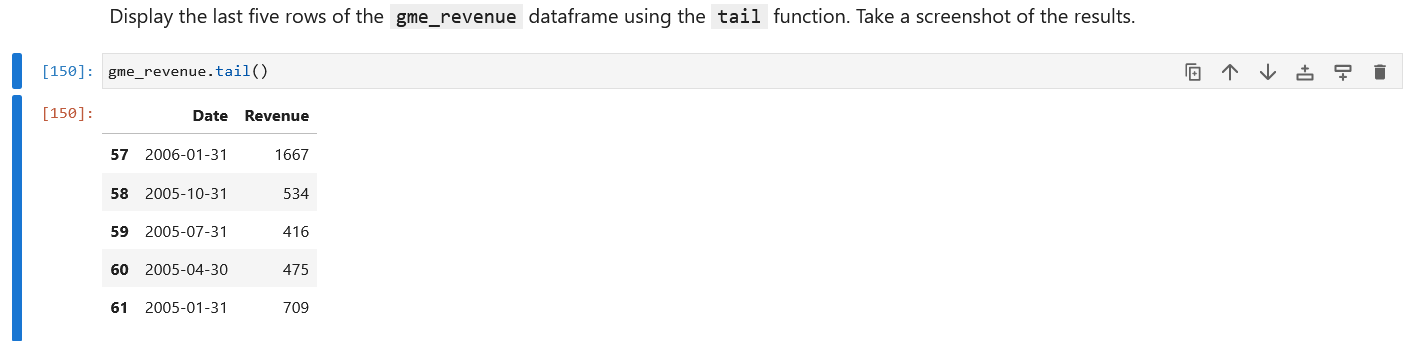 Display the last five rows of the gme_revenue dataframe using the tail function. Take a screenshot of the results.
[150]: gme_revenue.tail()
[150]: Date Revenue
57 2006-01-31 1667
58 2005-10-31 534
59 2005-07-31 416
60 2005-04-30 475
61 2005-01-31 709